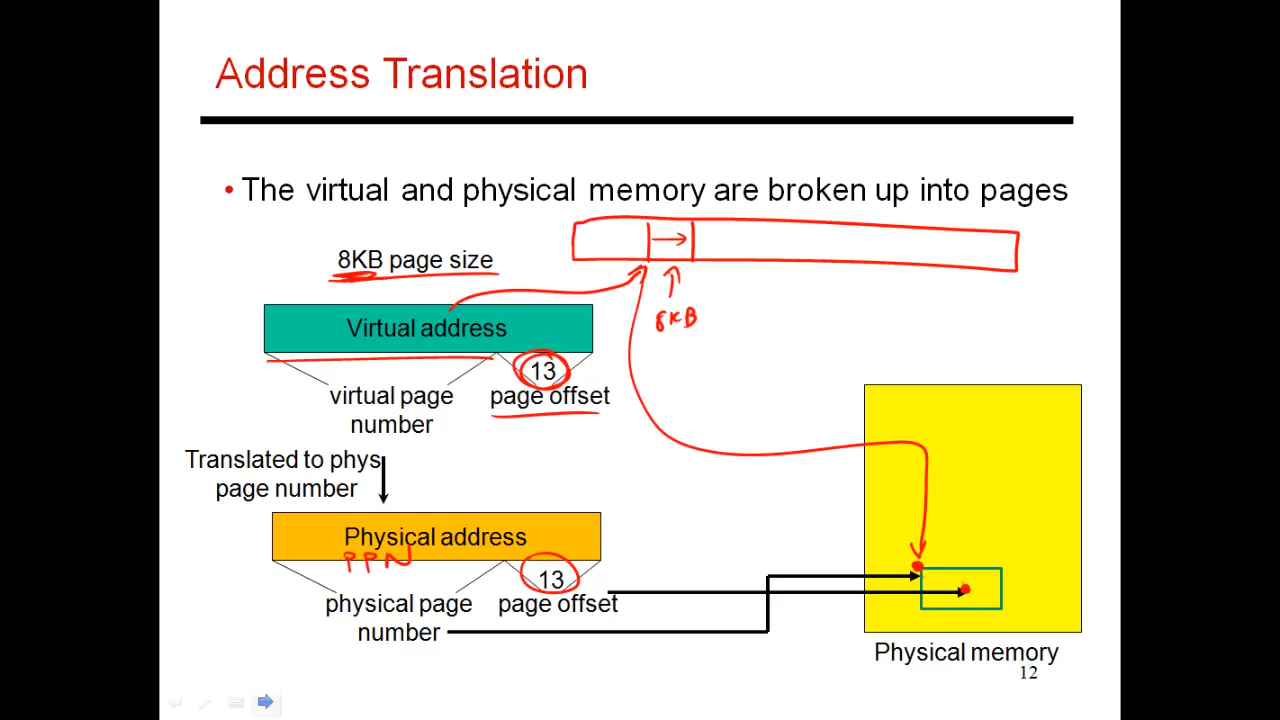 Address Translation
• The virtual and physical memory are broken up into pages
8KB page size
8KB
Virtual address
13
virtual page
number
page offset
Translated to phys
page number
Physical address
PPN
13
physical page
number
page offset
Physical memory
12